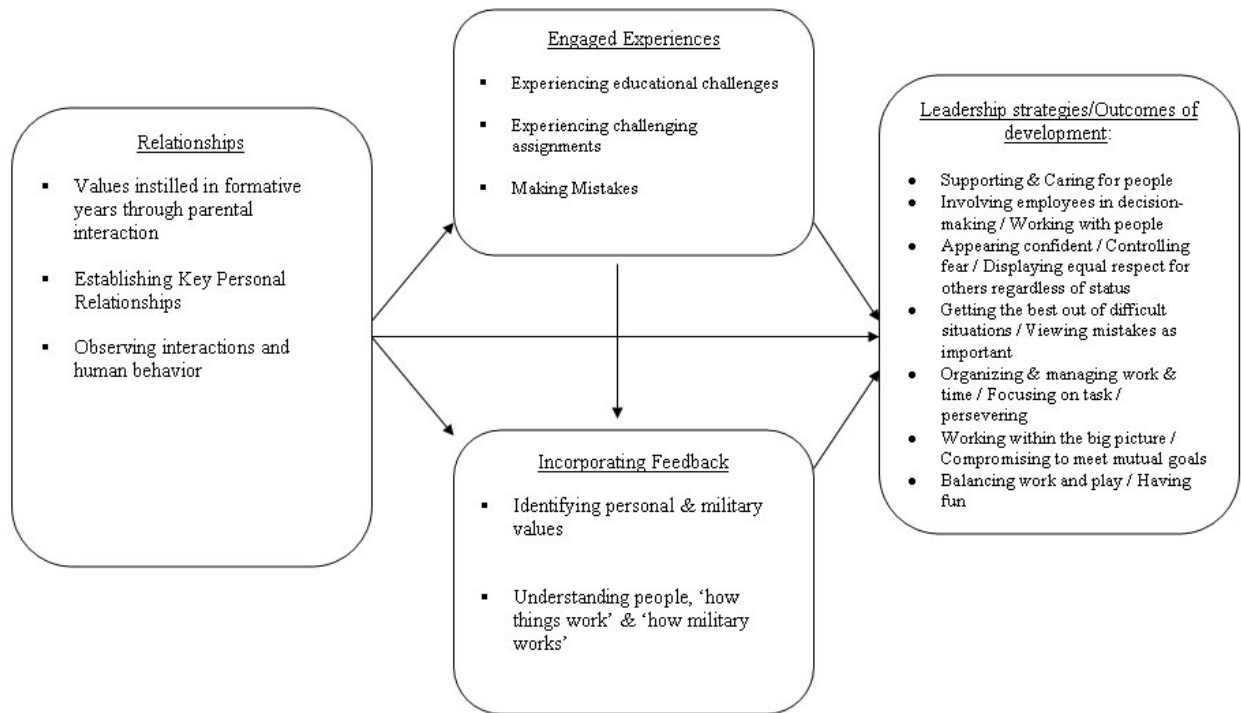 Relationships
▪ Values instilled in formative
years through parental
interaction
▪ Establishing Key Personal
Relationships
▪ Observing interactions and
human behavior
Engaged Experiences
▪ Experiencing educational challenges
▪ Experiencing challenging
assignments
▪ Making Mistakes
Incorporating Feedback
▪ Identifying personal & military
values
▪ Understanding people, ‘how
things work’ & ‘how military
works’
Leadership strategies/Outcomes of
development:
● Supporting & Caring for people
● Involving employees in decision-
making / Working with people
● Appearing confident / Controlling
fear / Displaying equal respect for
others regardless of status
● Getting the best out of difficult
situations / Viewing mistakes as
important
● Organizing & managing work &
time / Focusing on task /
persevering
● Working within the big picture /
Compromising to meet mutual goals
● Balancing work and play / Having
fun